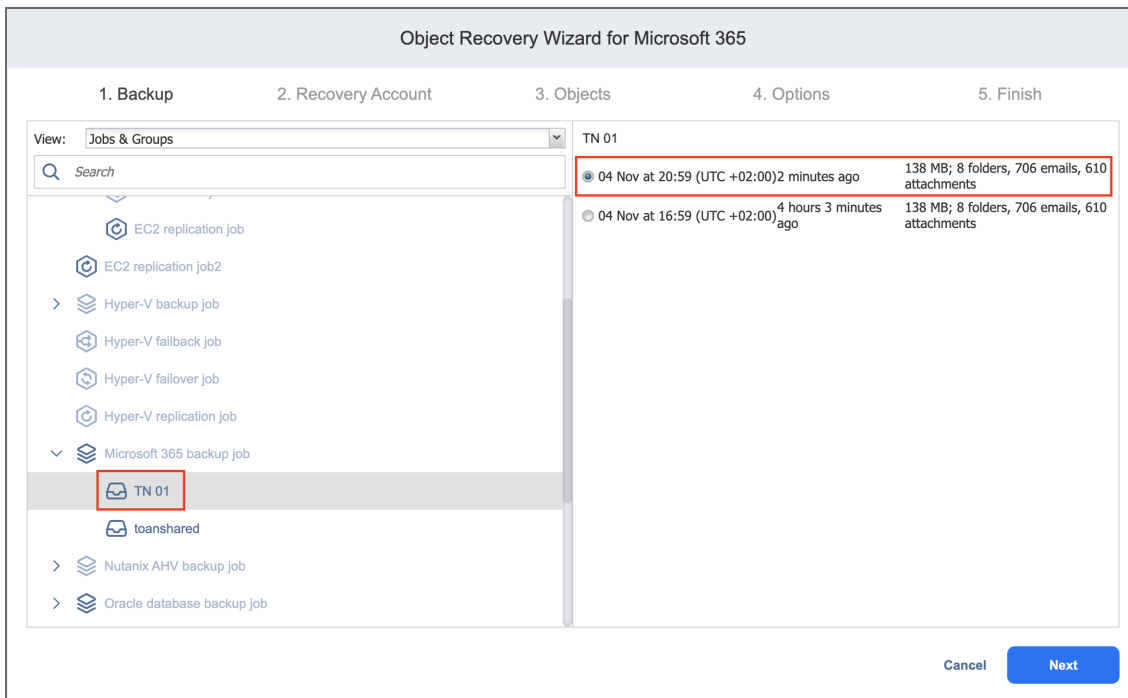 Object Recovery Wizard for Microsoft 365
1. Backup
2. Recovery Account
3. Objects
4. Options
5. Finish
View:
Jobs & Groups
Search
EC2 replication job
EC2 replication job2
Hyper-V backup job
Hyper-V failback job
Hyper-V failover job
Hyper-V replication job
Microsoft 365 backup job
TN 01
toanshared
Nutanix AHV backup job
Oracle database backup job
TN 01
04 Nov at 20:59 (UTC +02:00)
2 minutes ago
138 MB; 8 folders, 706 emails, 610
attachments
04 Nov at 16:59 (UTC +02:00)
4 hours 3 minutes
ago
138 MB; 8 folders, 706 emails, 610
attachments
Cancel
Next